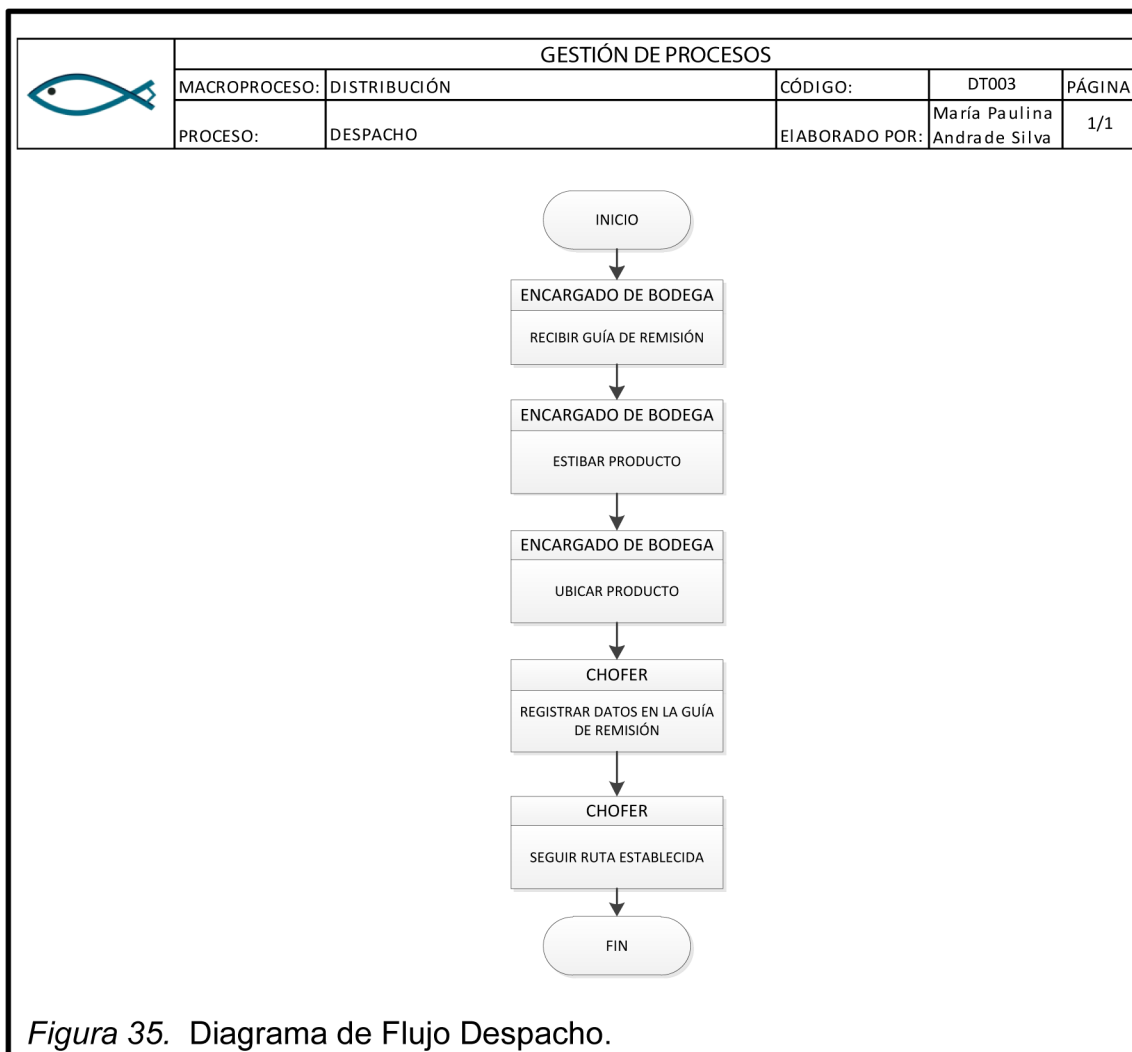 GESTIÓN DE PROCESOS
MACROPROCESO: DISTRIBUCIÓN CÓDIGO: DT003 PÁGINA
PROCESO: DESPACHO ElABORADO POR: María Paulina Andrade Silva 1/1
INICIO
ENCARGADO DE BODEGA
RECIBIR GUÍA DE REMISIÓN
ENCARGADO DE BODEGA
ESTIBAR PRODUCTO
ENCARGADO DE BODEGA
UBICAR PRODUCTO
CHOFER
REGISTRAR DATOS EN LA GUÍA
DE REMISIÓN
CHOFER
SEGUIR RUTA ESTABLECIDA
FIN
Figura 35. Diagrama de Flujo Despacho.